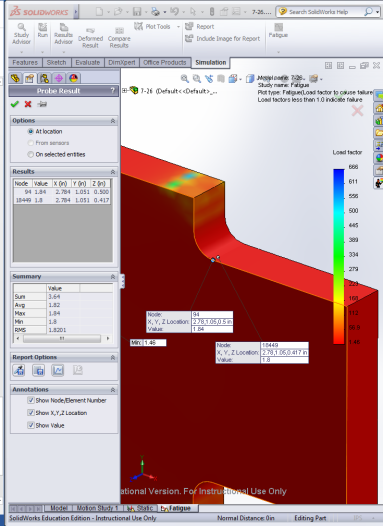 SOLIDWORKS
7-26....
Search SolidWorks Help
Study Advisor
Run
Results Advisor
Deformed Result
Compare Results
Plot Tools
Report
Include Image for Report
Fatigue
Features
Sketch
Evaluate
DimXpert
Office Products
Simulation
Probe Result
?
Options
At location
From sensors
On selected entities
Results
Node Value X (in) Y (in) Z (in)
94 1.84 2.784 1.051 0.500
18449 1.8 2.784 1.051 0.417
Summary
Value
Sum 3.64
Avg 1.82
Max 1.84
Min 1.8
RMS 1.8201
Report Options
Annotations
Show Node/Element Number
Show X,Y,Z Location
Show Value
7-26 (Default<<Default>_...
Model name: 7-26
Study name: Fatigue
Plot type: Fatigue(Load factor to cause failure
Load factors less than 1.0 indicate failure
Load factor
666
611
556
500
445
389
334
279
223
168
112
Node: 94
X, Y, Z Location: 2.78,1.05,0.5 in
Value: 1.84
Min: 1.46
Node: 18449
X, Y, Z Location: 2.78,1.05,0.417 in
Value: 1.8
ational Version. For Instructional Use Only
Model
Motion Study 1
Static
Fatigue
SolidWorks Education Edition - Instructional Use Only
Normal Distance: 0in
Editing Part